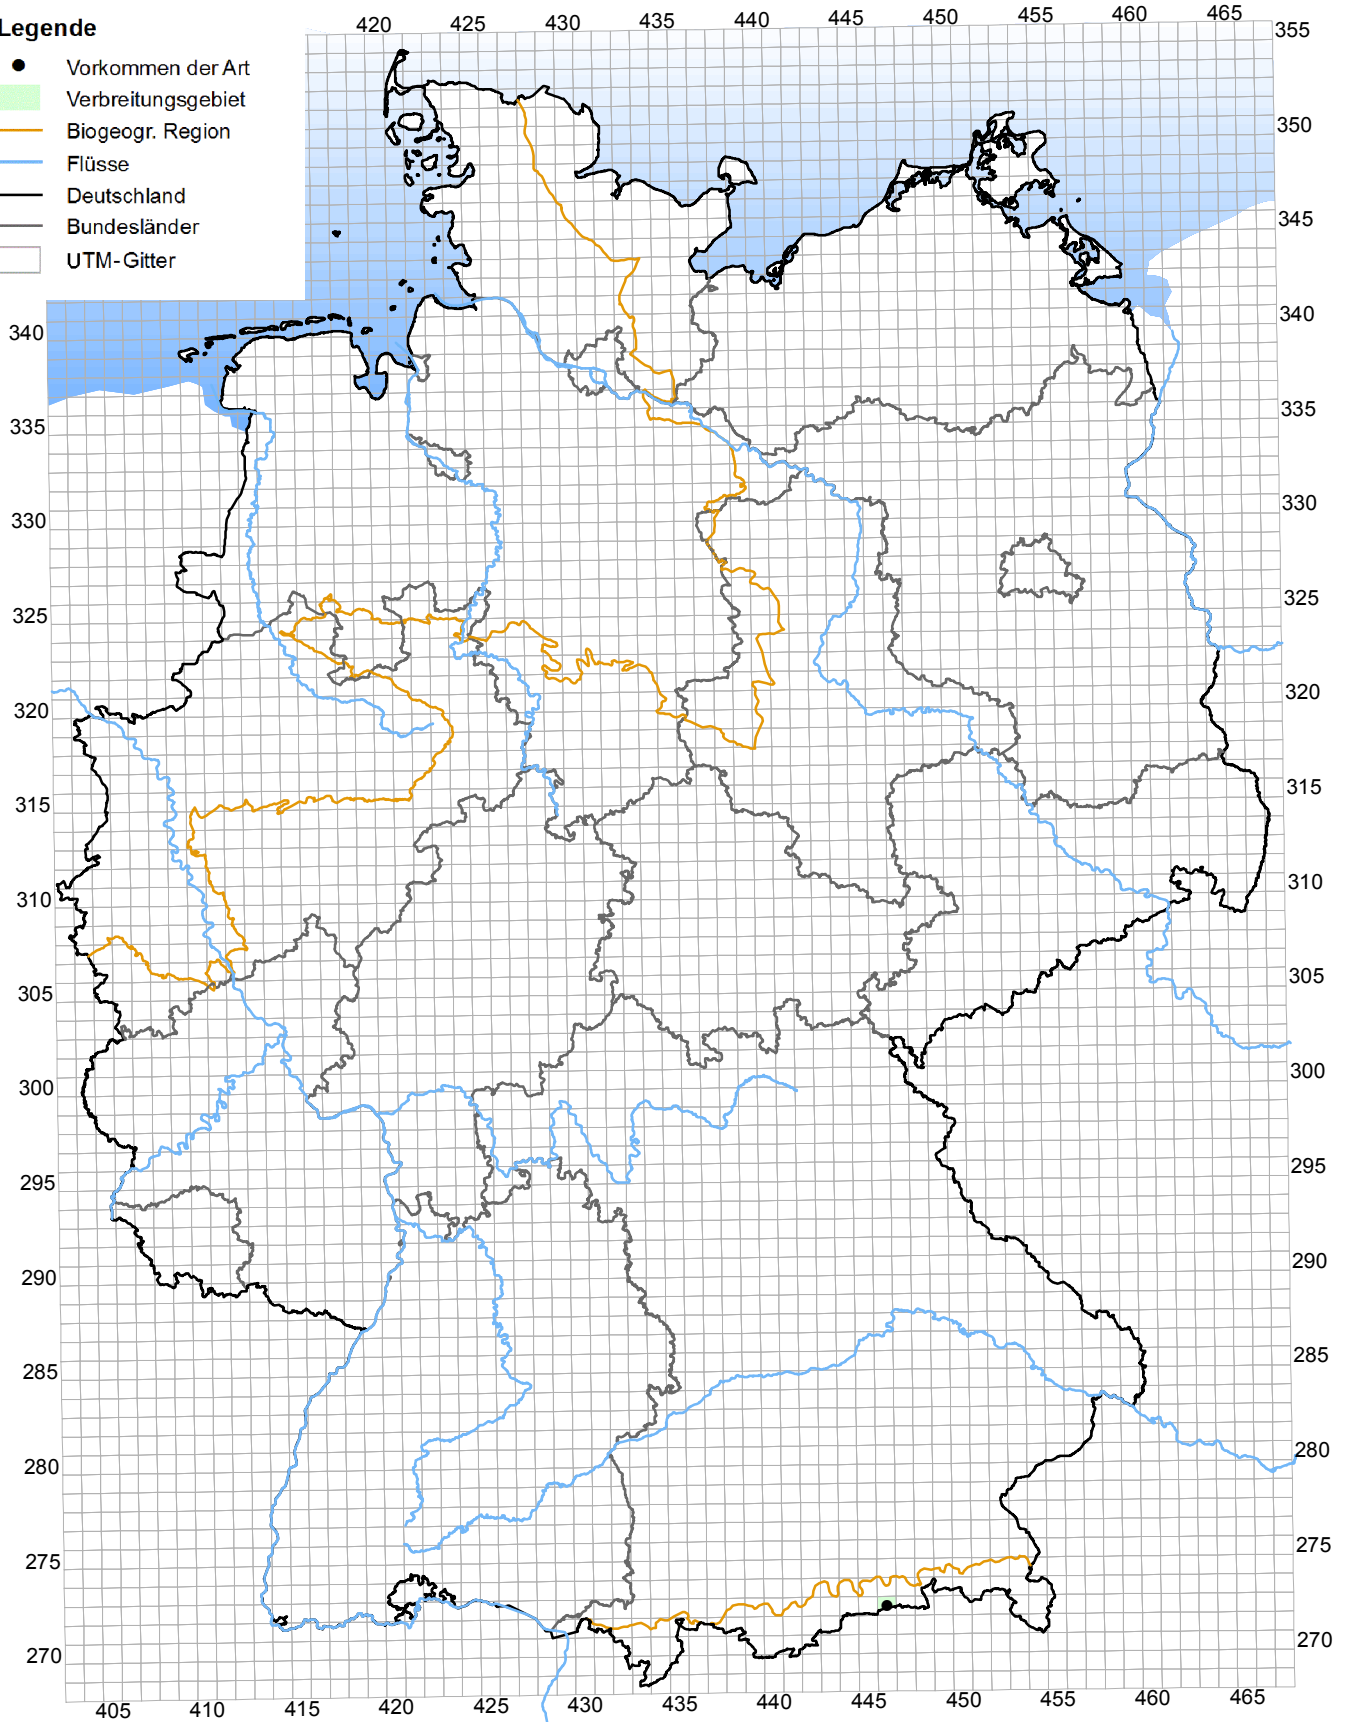 Legende
Vorkommen der Art
Verbreitungsgebiet
Biogeogr. Region
Flüsse
Deutschland
Bundesländer
UTM-Gitter
420 425 430 435 440 445 450 455 460 465
355
350
345
340 340
335 335
330 330
325 325
320 320
315 315
310 310
305 305
300 300
295 295
290 290
285 285
280 280
275 275
270 270
405 410 415 420 425 430 435 440 445 450 455 460 465